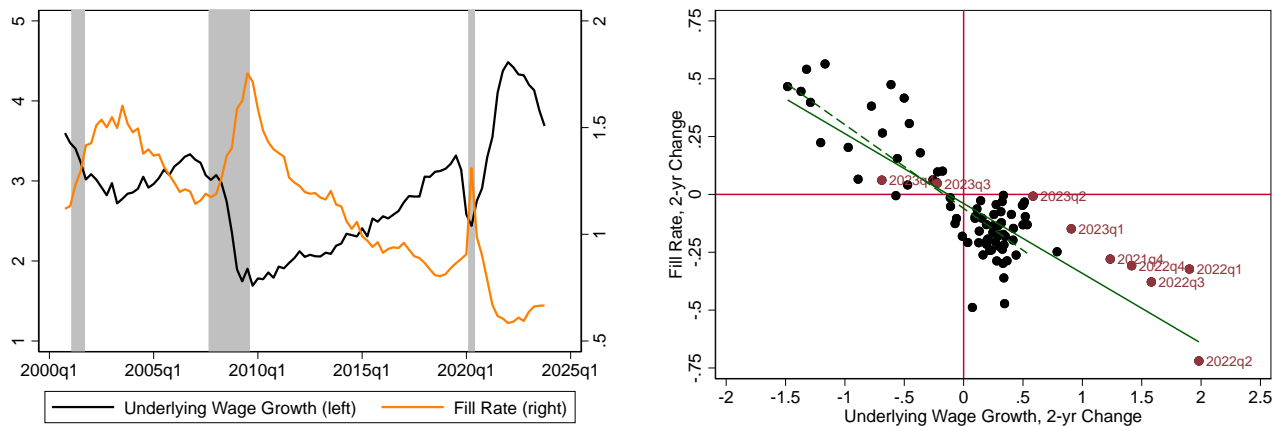 5
4
3
2
1
2
1.5
1
.5
2000q1 2005q1 2010q1 2015q1 2020q1 2025q1
Underlying Wage Growth (left) Fill Rate (right)
Fill Rate, 2-yr Change
.75
.5
.25
0
-.25
-.5
-.75
2023q3
2023q2
2023q1
2021q4
2022q4
2022q1
2022q3
2022q2
-2 -1.5 -1 -.5 0 .5 1 1.5 2 2.5
Underlying Wage Growth, 2-yr Change